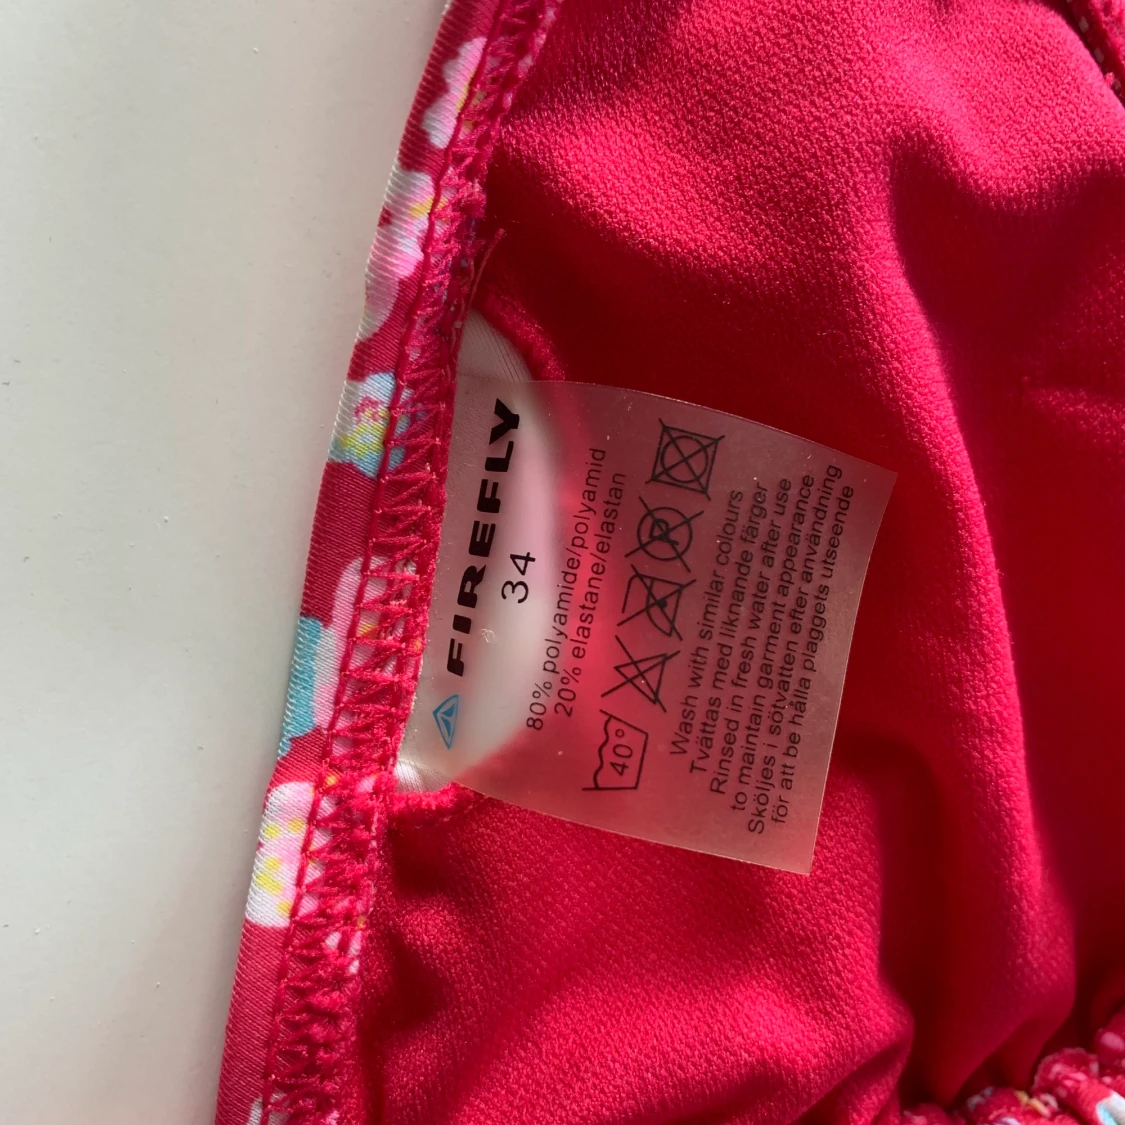 FIREFLY
34
80% polyamide/polyamid
20% elastane/elastan
40°
Wash with similar colours
Tvättas med liknande färger
Rinsed in fresh water after use
to maintain garment appearance
Sköljes i sötvatten efter användning
för att be hålla plaggets utseende